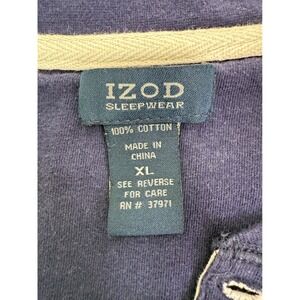 IZOD
SLEEPWEAR
100% COTTON
MADE IN
CHINA
XL
SEE REVERSE
FOR CARE
RN # 37971